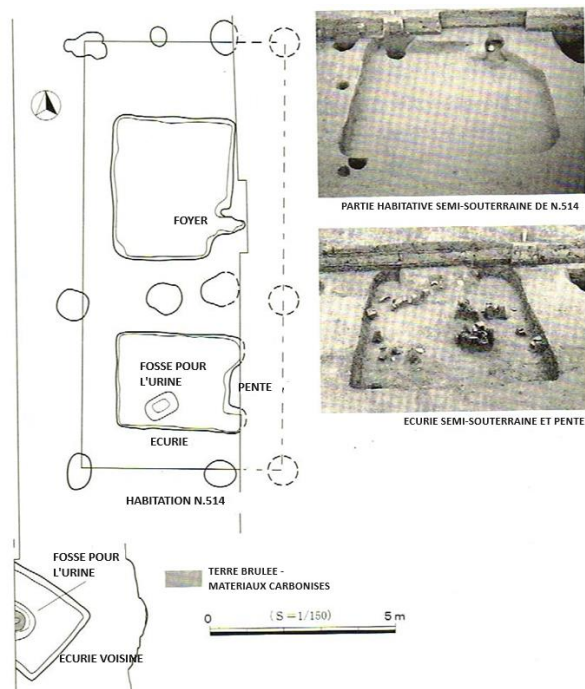 PARTIE HABITATIVE SEMI-SOUTERRAINE DE N.514
FOYER
FOSSE POUR
L'URINE
PENTE
ECURIE
ECURIE SEMI-SOUTERRAINE ET PENTE
HABITATION N.514
FOSSE POUR
L'URINE
TERRE BRULEE -
MATERIAUX CARBONISES
0 (S=1/150) 5 m
ECURIE VOISINE